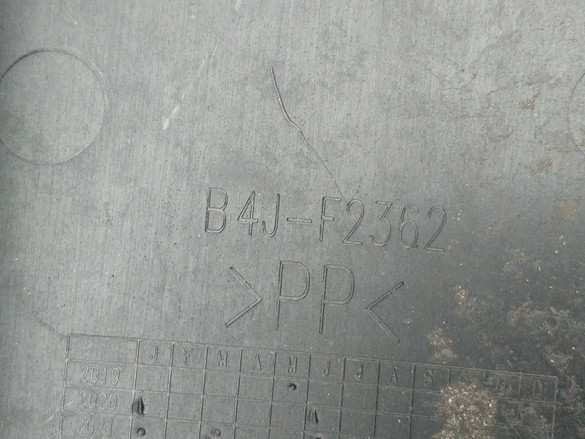 B4J-F2362
>PP<
J F M A M J J A S O N D
2019
2020
2021